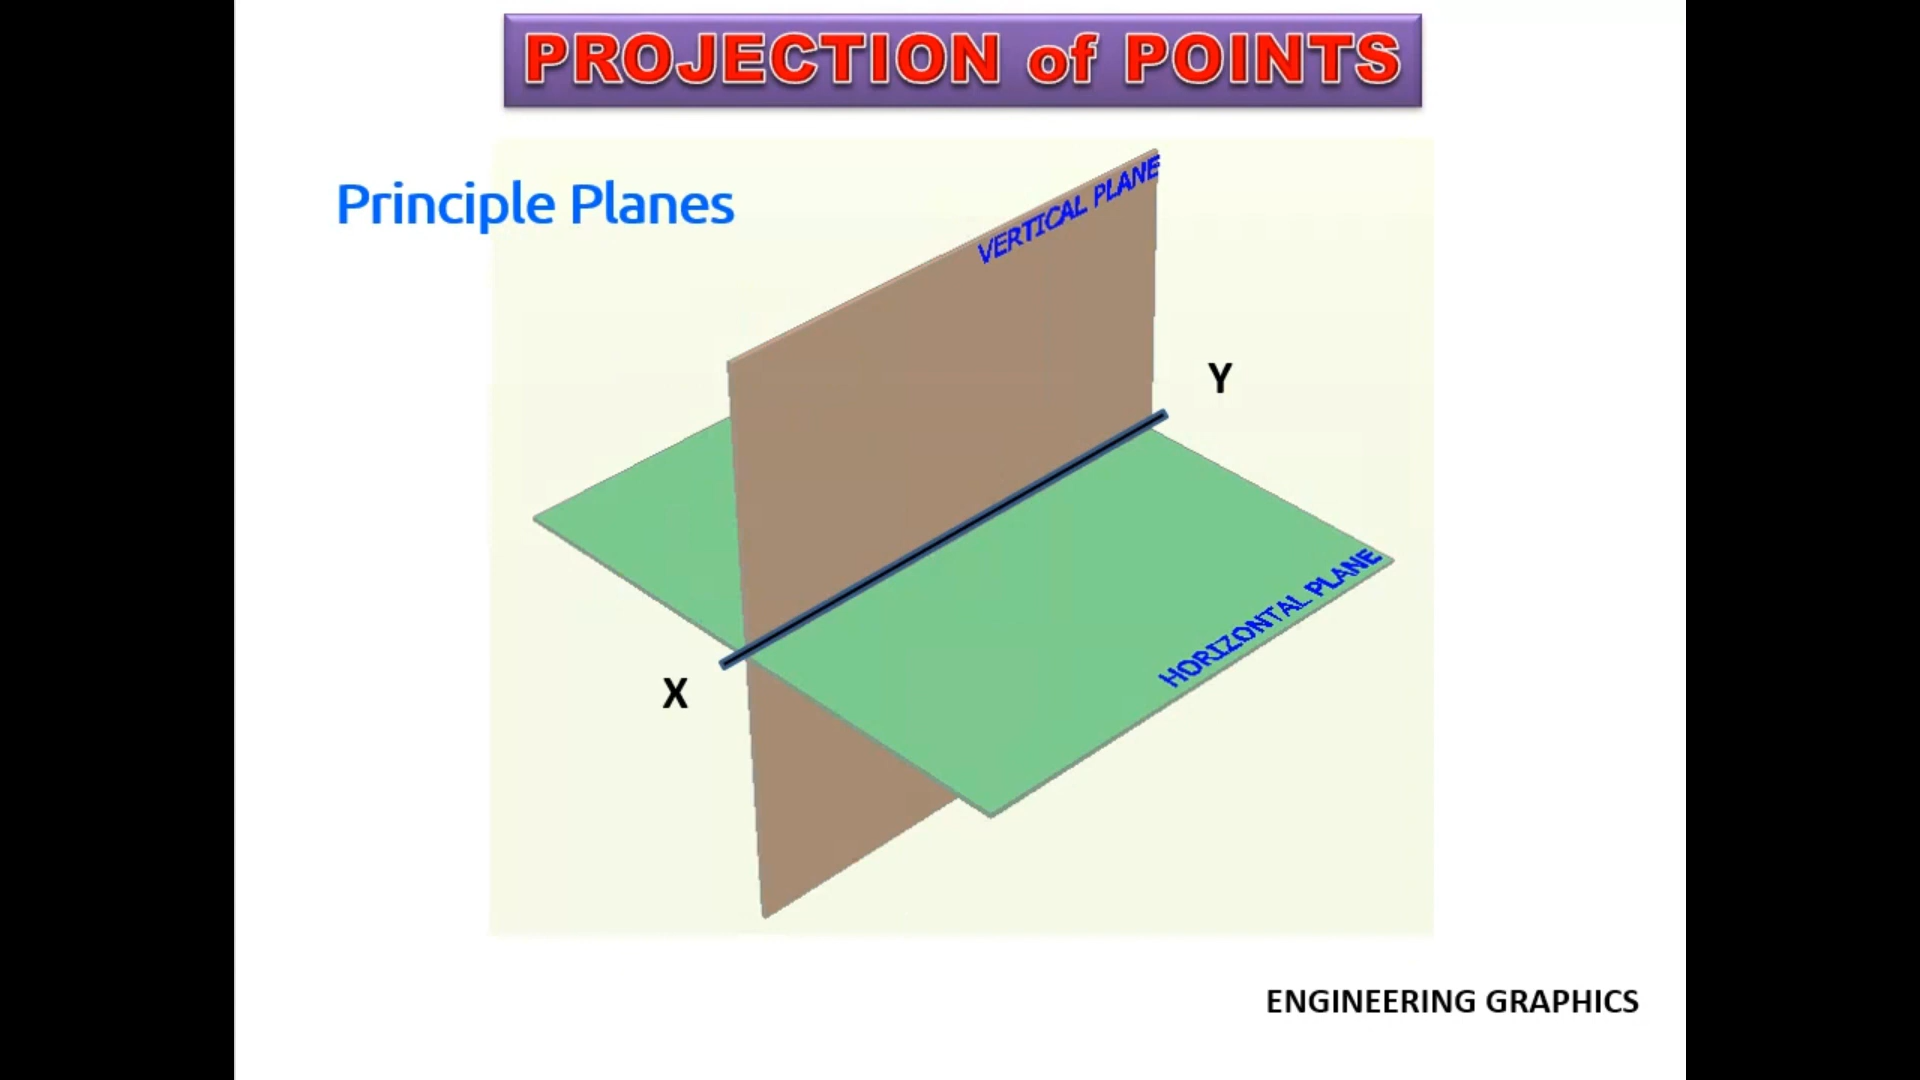 PROJECTION of POINTS
Principle Planes
VERTICAL PLANE
Y
HORIZONTAL PLANE
X
ENGINEERING GRAPHICS